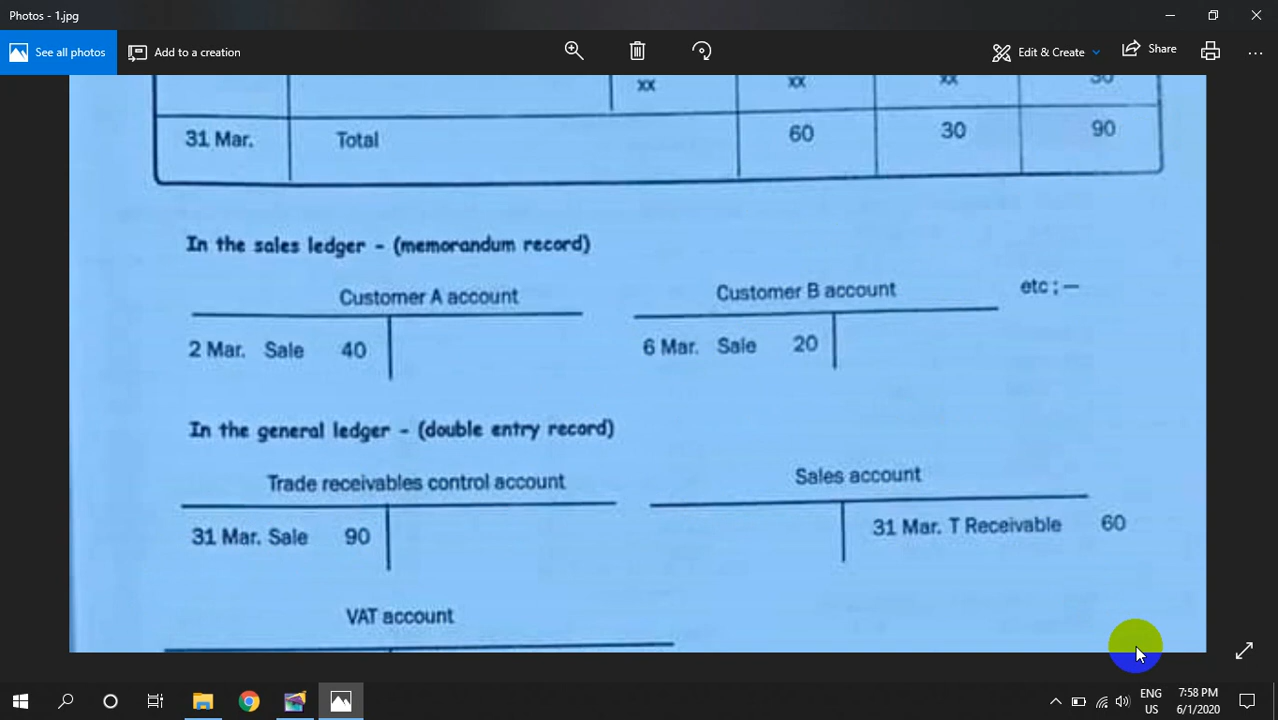 Photos - 1.jpg
See all photos
Add to a creation
Edit & Create
Share
xx xx xx 30
31 Mar. Total 60 30 90
In the sales ledger - (memorandum record)
Customer A account
Customer B account
etc ; —
2 Mar. Sale 40
6 Mar. Sale 20
In the general ledger - (double entry record)
Trade receivables control account
Sales account
31 Mar. Sale 90
31 Mar. T Receivable 60
VAT account
ENG
7:58 PM
US
6/1/2020